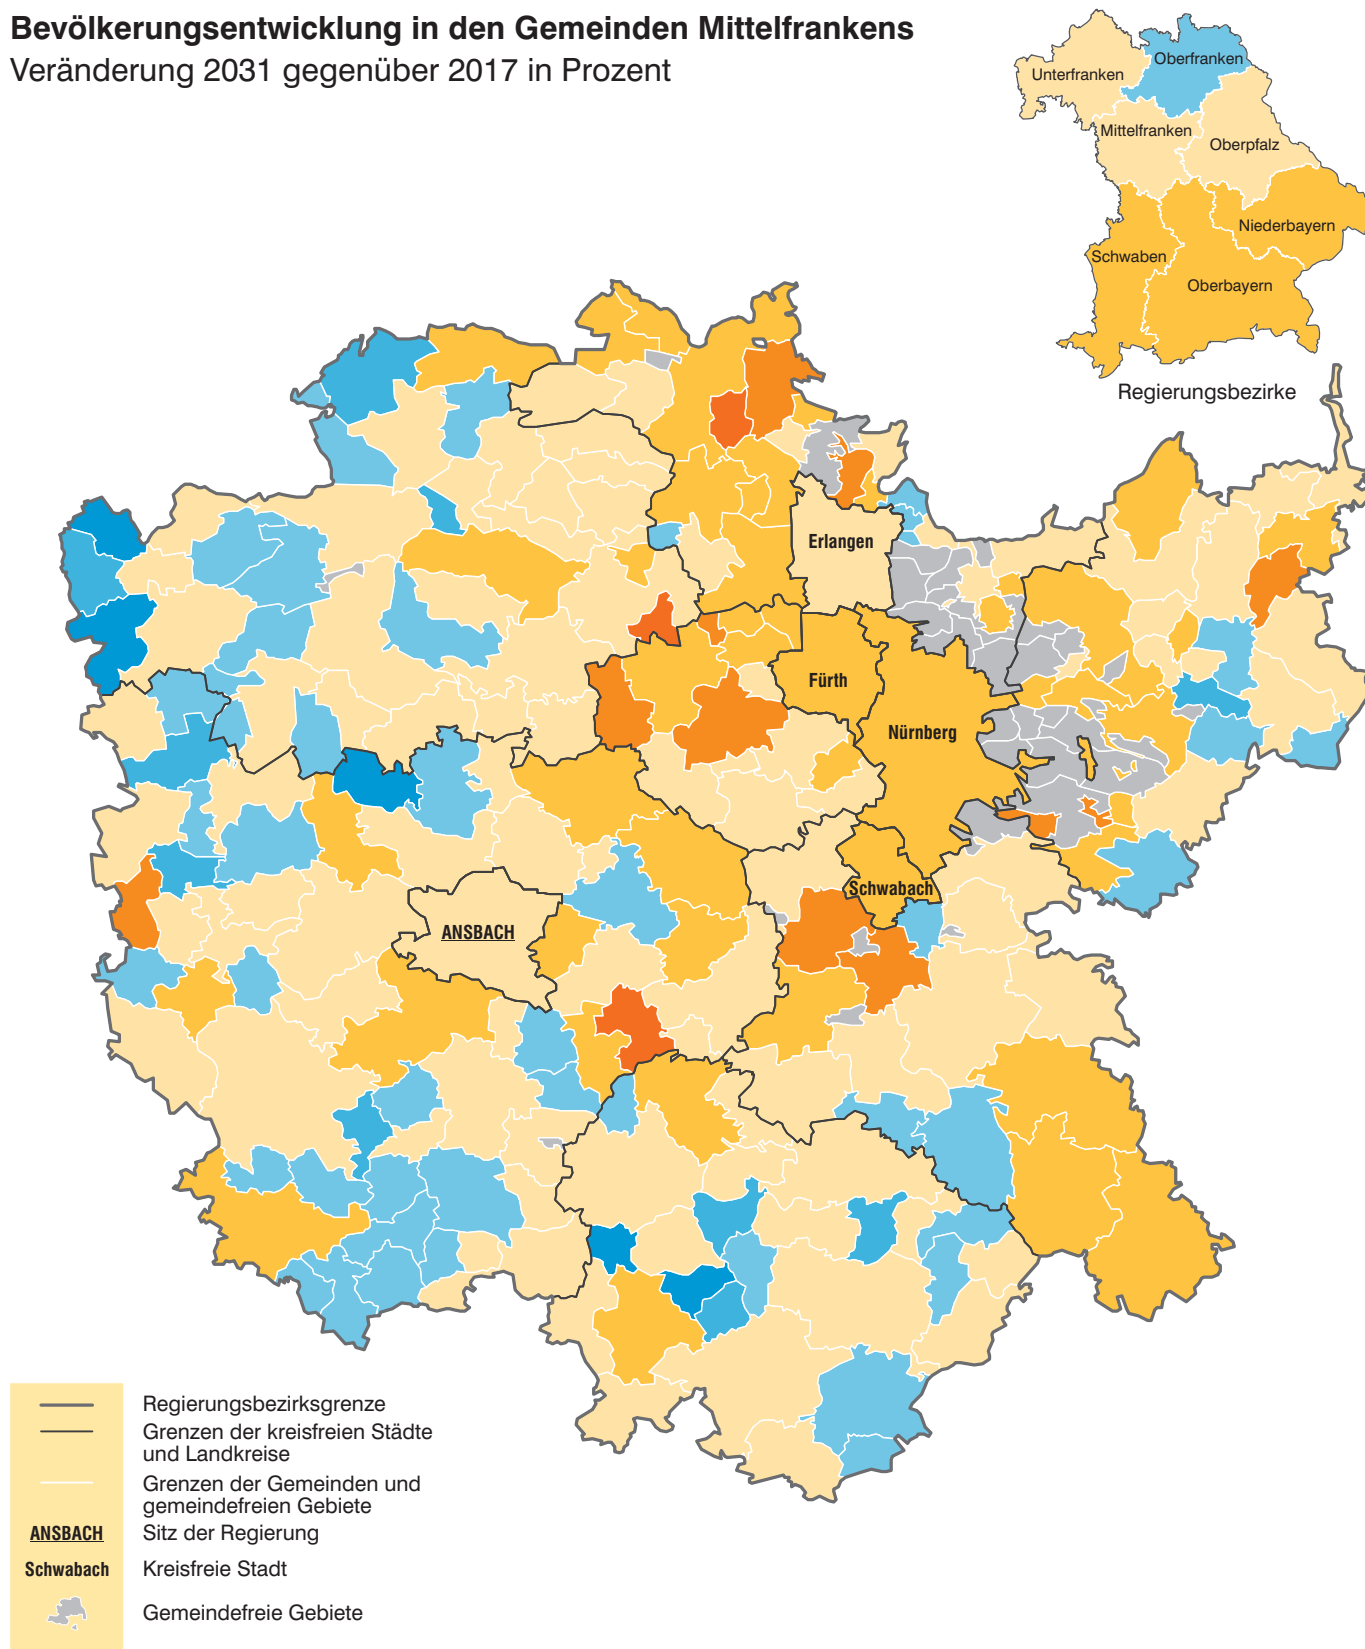 Bevölkerungsentwicklung in den Gemeinden Mittelfrankens
Veränderung 2031 gegenüber 2017 in Prozent
Oberfranken
Unterfranken
Mittelfranken
Oberpfalz
Niederbayern
Schwaben
Oberbayern
Regierungsbezirke
Erlangen
Fürth
Nürnberg
Schwabach
ANSBACH
Regierungsbezirksgrenze
Grenzen der kreisfreien Städte
und Landkreise
Grenzen der Gemeinden und
gemeindefreien Gebiete
ANSBACH Sitz der Regierung
Schwabach Kreisfreie Stadt
Gemeindefreie Gebiete